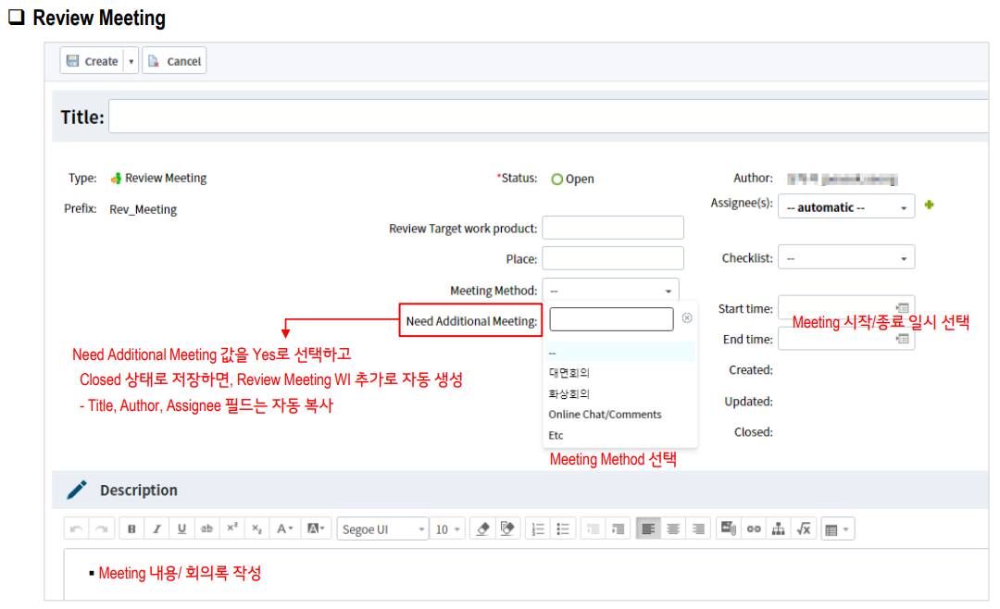 ❑ Review Meeting
Create
Cancel
Title:
Type: Review Meeting
*Status: Open
Author:
Prefix: Rev_Meeting
Assignee(s): -- automatic --
Review Target work product:
Place:
Checklist: --
Meeting Method: --
Start time:
Meeting 시작/종료 일시 선택
Need Additional Meeting:
End time:
Need Additional Meeting 값을 Yes로 선택하고
Closed 상태로 저장하면, Review Meeting WI 추가로 자동 생성
- Title, Author, Assignee 필드는 자동 복사
--
대면회의
화상회의
Online Chat/Comments
Etc
Meeting Method 선택
Created:
Updated:
Closed:
Description
B I U ab x² x₂ A A Segoe UI 10 √x
▪ Meeting 내용/ 회의록 작성